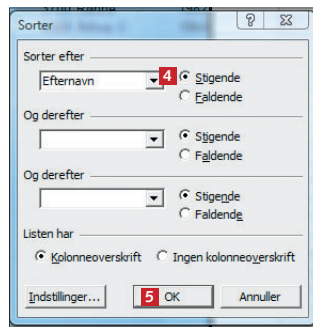 Sorter
Sorter efter
Efternavn
4
Stigende
Faldende
Og derefter
Stigende
Faldende
Og derefter
Stigende
Faldende
Listen har
Kolonneoverskrift
Ingen kolonneoverskrift
Indstillinger...
5
OK
Annuller